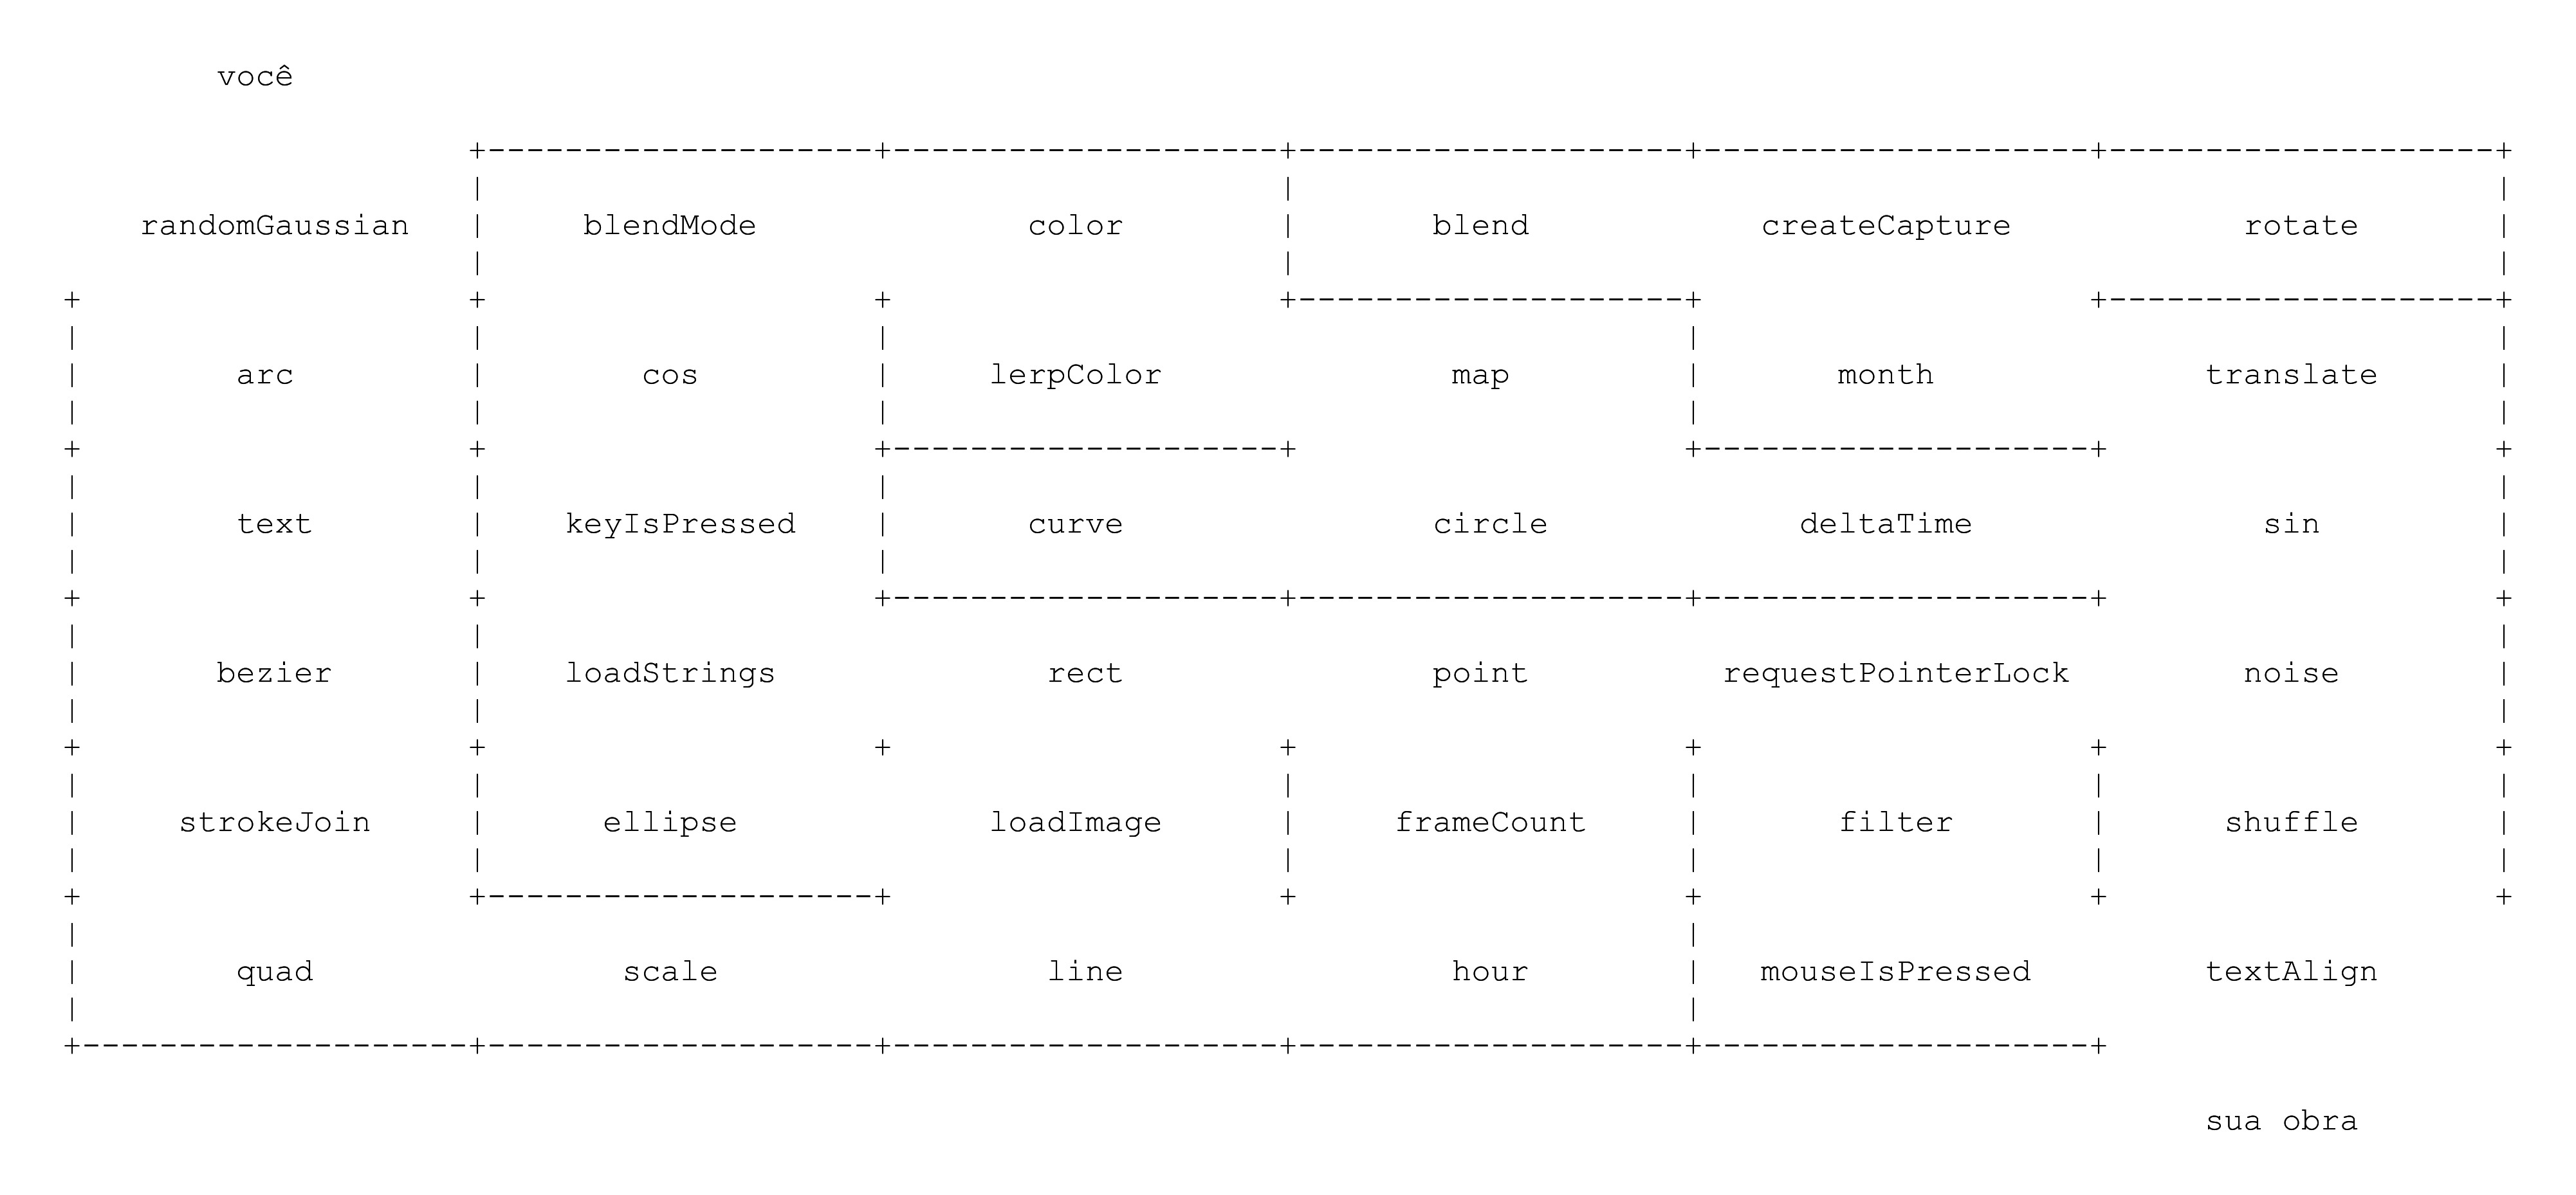 você
randomGaussian blendMode color blend createCapture rotate
arc cos lerpColor map month translate
text keyIsPressed curve circle deltaTime sin
bezier loadStrings rect point requestPointerLock noise
strokeJoin ellipse loadImage frameCount filter shuffle
quad scale line hour mouseIsPressed textAlign
sua obra